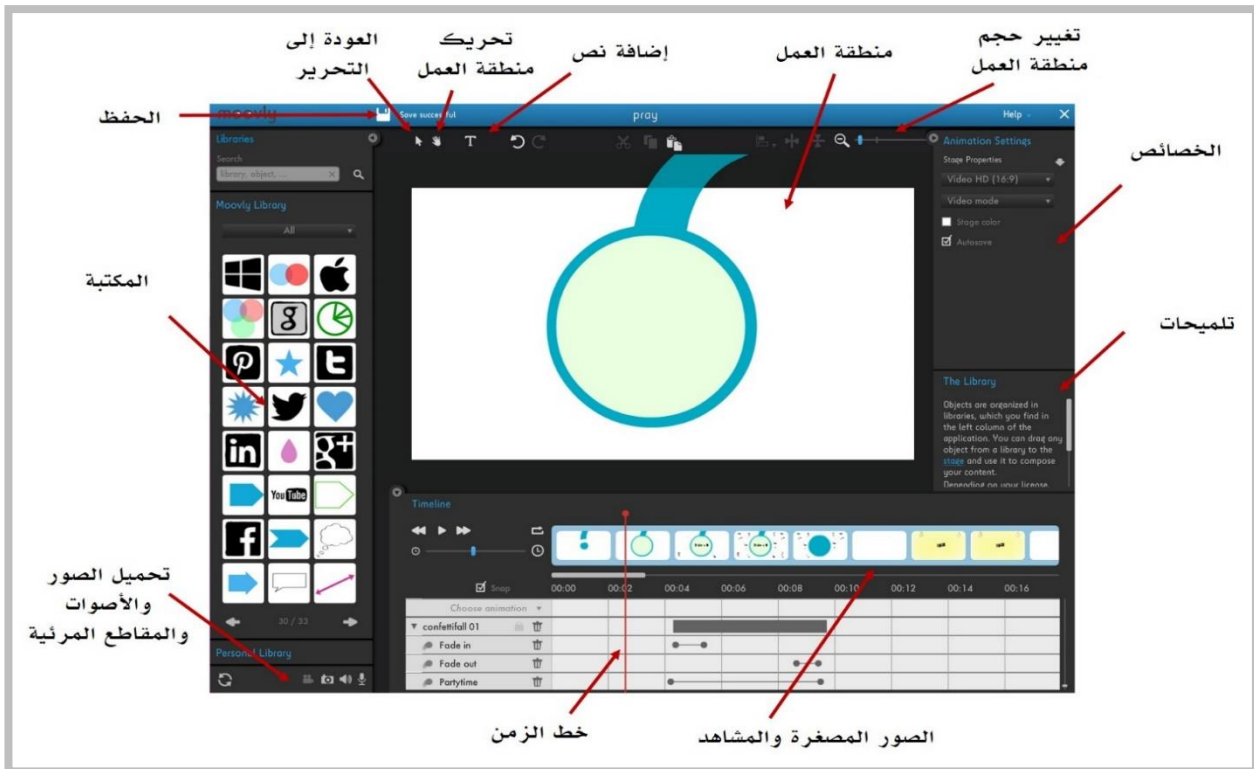 العودة إلى
التحرير
تحريك
منطقة العمل
إضافة نص
منطقة العمل
تغيير حجم
منطقة العمل
الحفظ
الخصائص
المكتبة
تلميحات
تحميل الصور
والأصوات
والمقاطع المرئية
خط الزمن
الصور المصغرة والمشاهد
moovly
Save successful
pray
Help
Libraries
Search
library, object, ...
Moovly Library
All
YouTube
30 / 33
Personal Library
T
Animation Settings
Stage Properties
Video HD (16:9)
Video mode
Stage color
Autosave
The Library
Objects are organized in
libraries, which you find in
the left column of the
application. You can drag any
object from a library to the
stage and use it to compose
your content.
Depending on your license,
Timeline
Snap
00:00 00:02 00:04 00:06 00:08 00:10 00:12 00:14 00:16
Choose animation
confettifall 01
Fade in
Fade out
Partytime